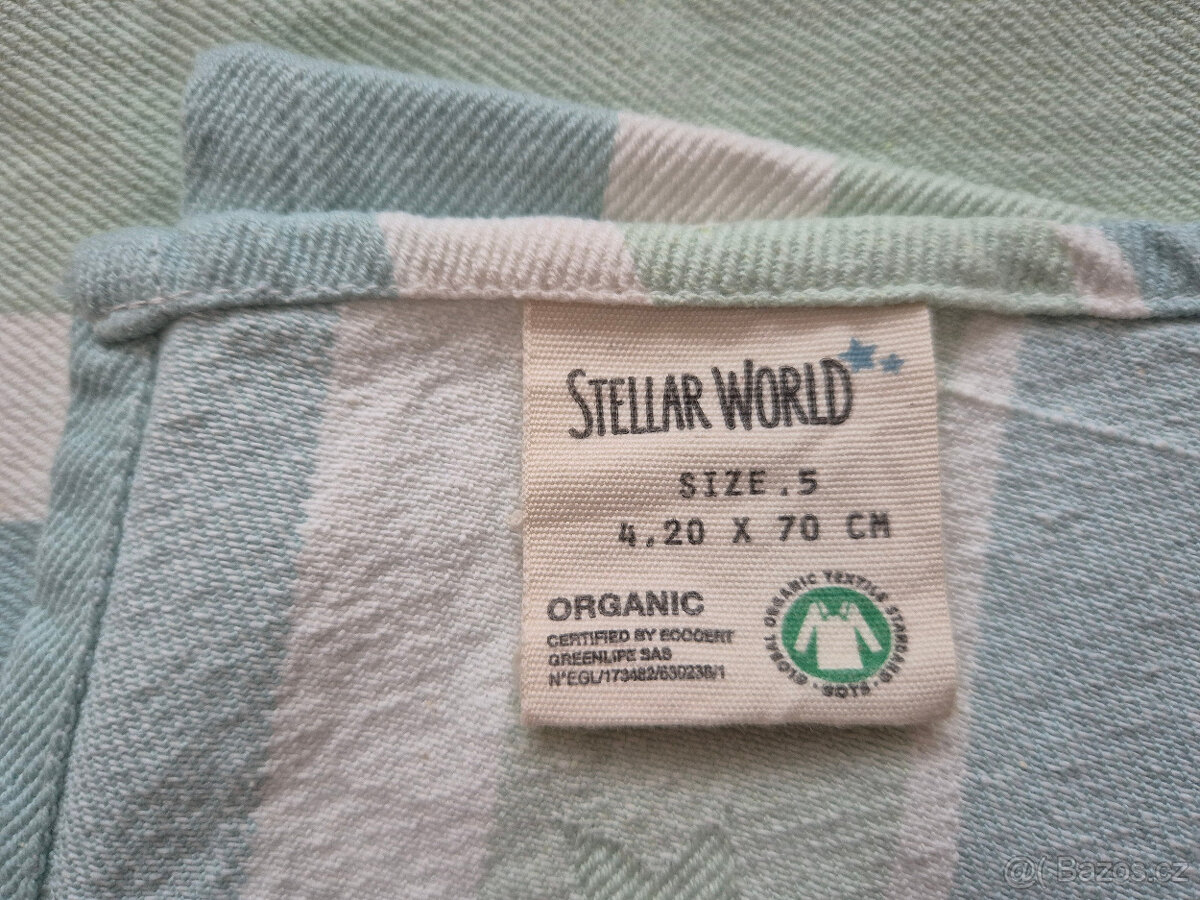 STELLAR WORLD
SIZE.5
4.20 X 70 CM
ORGANIC
CERTIFIED BY ECOCERT
GREENLIFE SAS
N°EGL/173482/630238/1
GLOBAL ORGANIC TEXTILE STANDARD · GOTS ·
@( Bazos.cz